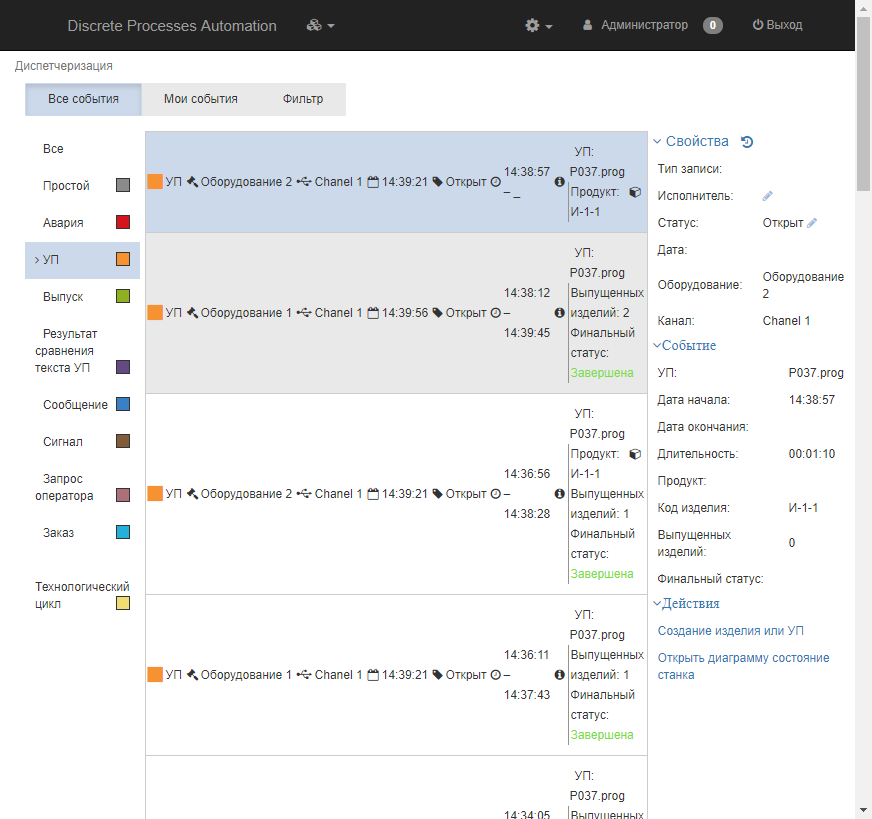 Discrete Processes Automation
Администратор 0 Выход
Диспетчеризация
Все события Мои события Фильтр
Все
Простой
Авария
УП
Выпуск
Результат
сравнения
текста УП
Сообщение
Сигнал
Запрос
оператора
Заказ
Технологический
цикл
УП Оборудование 2 Chanel 1 14:39:21 Открыт 14:38:57
– _
УП:
P037.prog
Продукт:
И-1-1
УП Оборудование 1 Chanel 1 14:39:56 Открыт 14:38:12
–
14:39:45
УП:
P037.prog
Выпущенных
изделий: 2
Финальный
статус:
Завершена
УП Оборудование 2 Chanel 1 14:39:21 Открыт 14:36:56
–
14:38:28
УП:
P037.prog
Продукт:
И-1-1
Выпущенных
изделий: 1
Финальный
статус:
Завершена
УП Оборудование 1 Chanel 1 14:39:21 Открыт 14:36:11
–
14:37:43
УП:
P037.prog
Выпущенных
изделий: 1
Финальный
статус:
Завершена
14:34:05
УП:
P037.prog
Выпущенных
Свойства
Тип записи:
Исполнитель:
Статус: Открыт
Дата:
Оборудование: Оборудование
2
Канал: Chanel 1
Событие
УП: P037.prog
Дата начала: 14:38:57
Дата окончания:
Длительность: 00:01:10
Продукт:
Код изделия: И-1-1
Выпущенных
изделий: 0
Финальный статус:
Действия
Создание изделия или УП
Открыть диаграмму состояние
станка